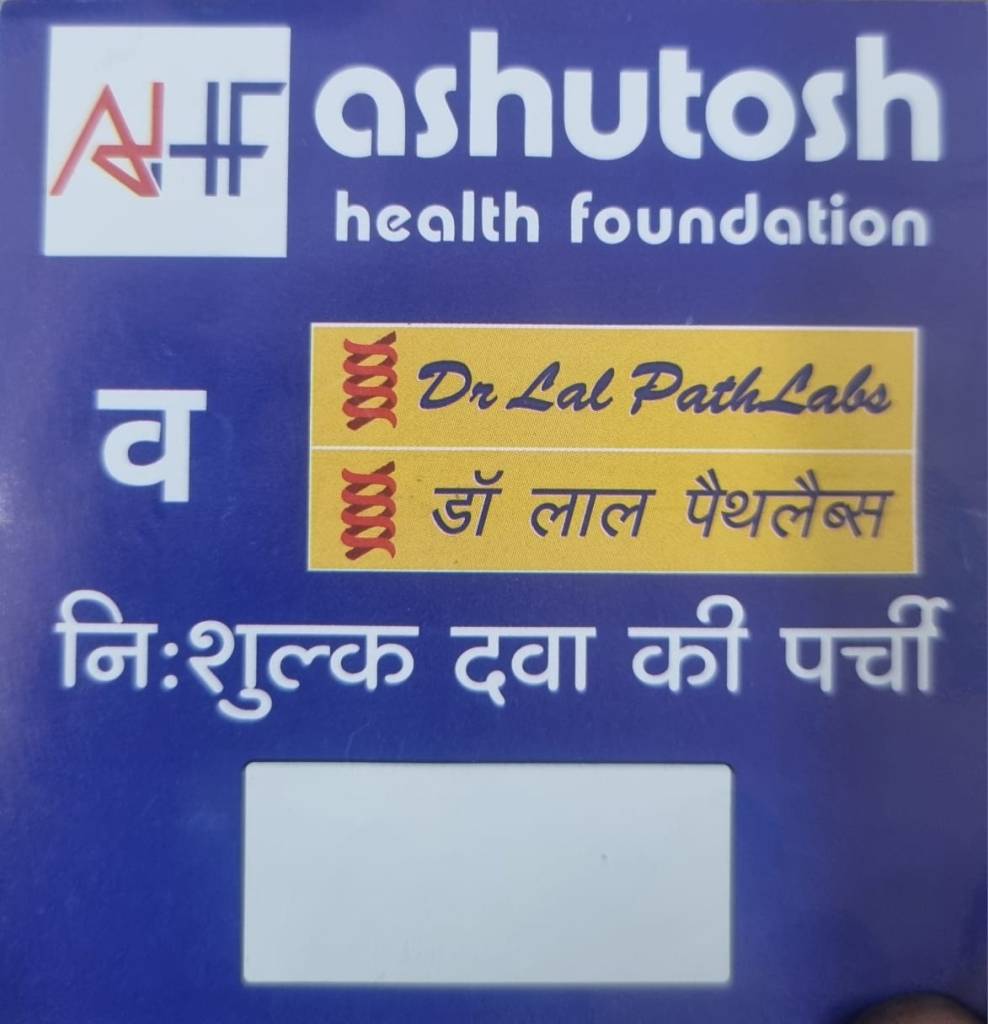 AHF
ashutosh
health foundation
व
Dr Lal PathLabs
डॉ लाल पैथलैब्स
नि:शुल्क दवा की पर्ची